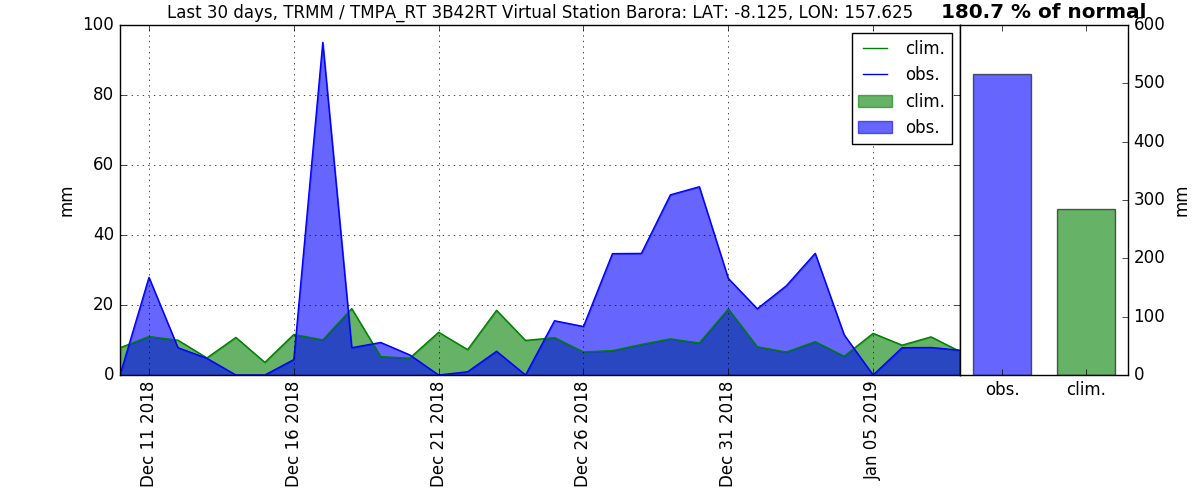 Last 30 days, TRMM / TMPA_RT 3B42RT Virtual Station Barora: LAT: -8.125, LON: 157.625
180.7 % of normal
100
80
60
40
20
0
mm
clim.
obs.
clim.
obs.
Dec 11 2018
Dec 16 2018
Dec 21 2018
Dec 26 2018
Dec 31 2018
Jan 05 2019
600
500
400
300
200
100
0
mm
obs.
clim.